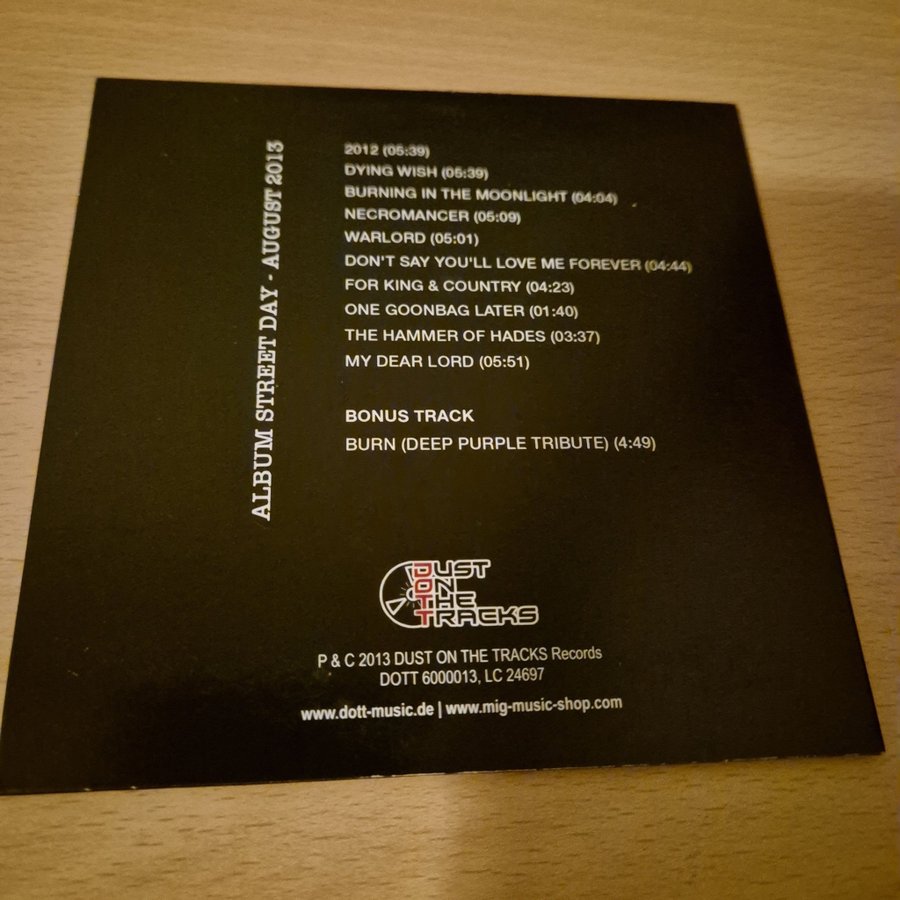 ALBUM STREET DAY - AUGUST 2013
2012 (05:39)
DYING WISH (05:39)
BURNING IN THE MOONLIGHT (04:04)
NECROMANCER (05:09)
WARLORD (05:01)
DON'T SAY YOU'LL LOVE ME FOREVER (04:44)
FOR KING & COUNTRY (04:23)
ONE GOONBAG LATER (01:40)
THE HAMMER OF HADES (03:37)
MY DEAR LORD (05:51)
BONUS TRACK
BURN (DEEP PURPLE TRIBUTE) (4:49)
DUST
ON
THE
TRACKS
P & C 2013 DUST ON THE TRACKS Records
DOTT 6000013, LC 24697
www.dott-music.de | www.mig-music-shop.com